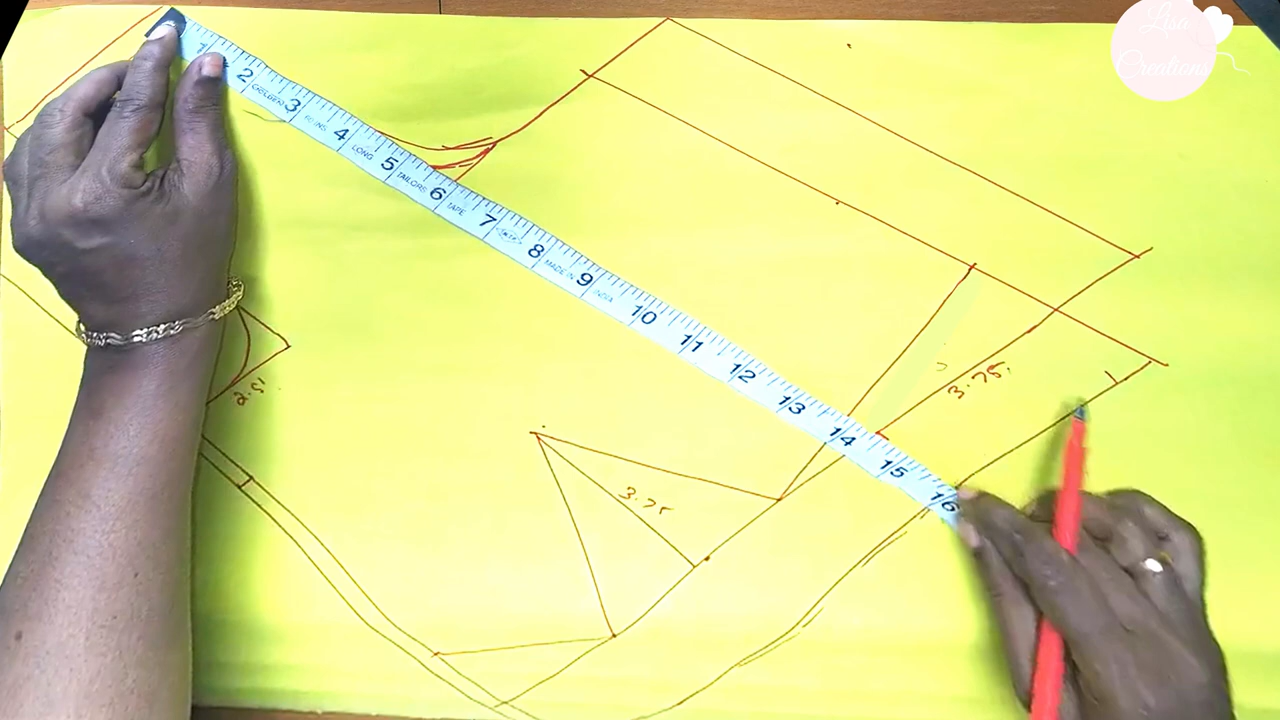 Lisa
Creations
1 2 3 4 5 6 7 8 9 10 11 12 13 14 15 16
LONG
TAILORS
TAPE
MADE IN
INDIA
3.75
3.75
2.5"